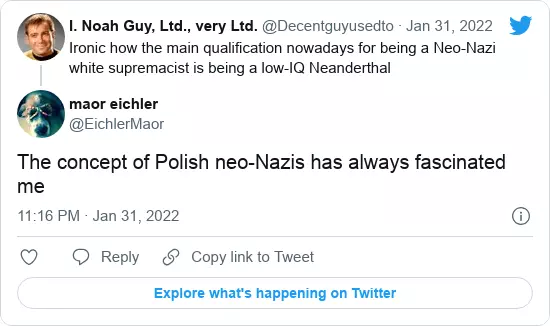 I. Noah Guy, Ltd., very Ltd. @Decentguyusedto · Jan 31, 2022
Ironic how the main qualification nowadays for being a Neo-Nazi
white supremacist is being a low-IQ Neanderthal
maor eichler
@EichlerMaor
The concept of Polish neo-Nazis has always fascinated
me
11:16 PM · Jan 31, 2022
Reply
Copy link to Tweet
Explore what's happening on Twitter